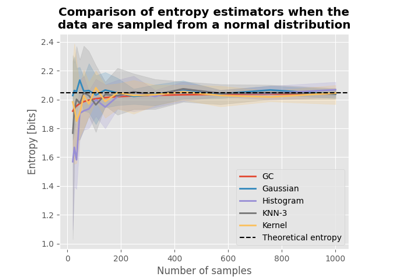 Comparison of entropy estimators when the
data are sampled from a normal distribution
2.4
2.2
2.0
1.8
1.6
1.4
1.2
1.0
Entropy [bits]
GC
Gaussian
Histogram
KNN-3
Kernel
Theoretical entropy
0
200
400
600
800
1000
Number of samples